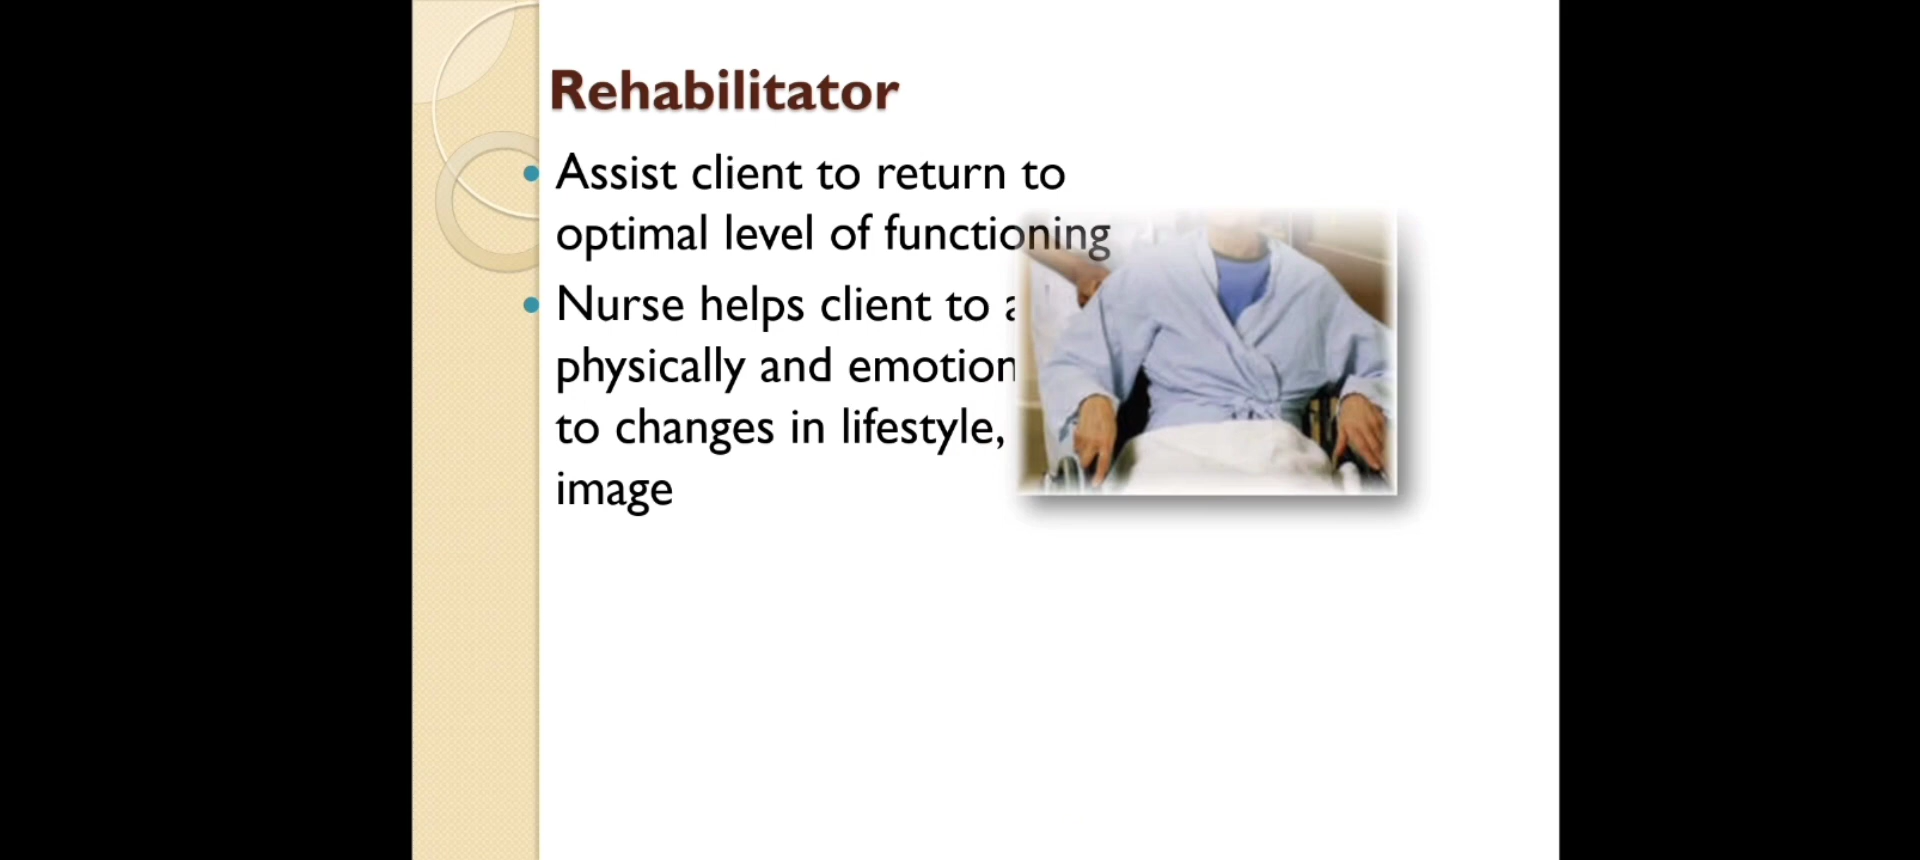 Rehabilitator
• Assist client to return to
optimal level of functioning
• Nurse helps client to
physically and
to changes in lifestyle,
image